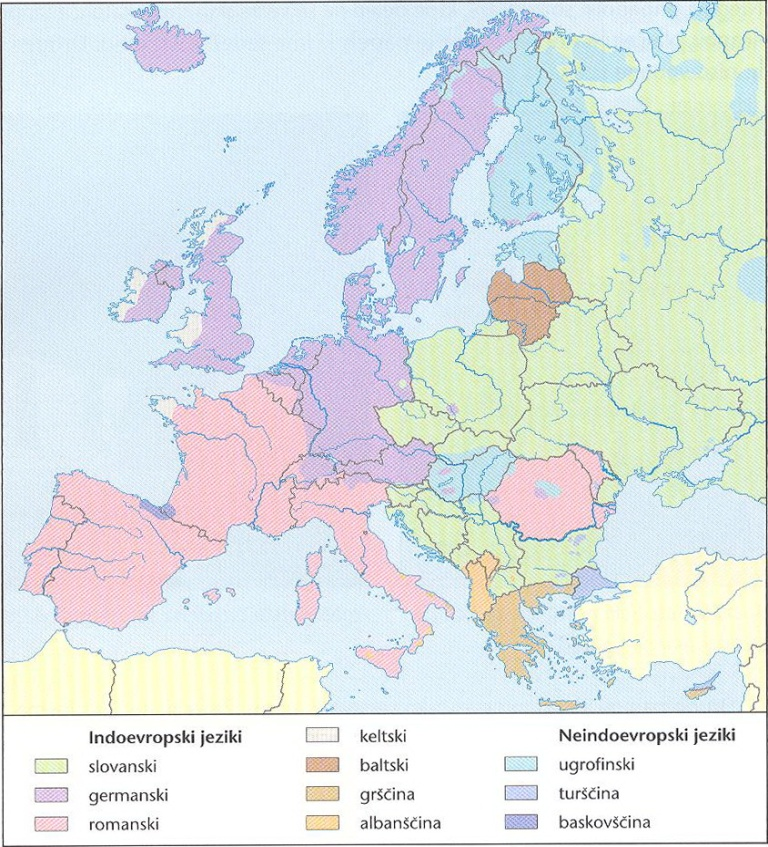 Indoevropski jeziki
slovanski
germanski
romanski
keltski
baltski
grščina
albanščina
Neindoevropski jeziki
ugrofinski
turščina
baskovščina